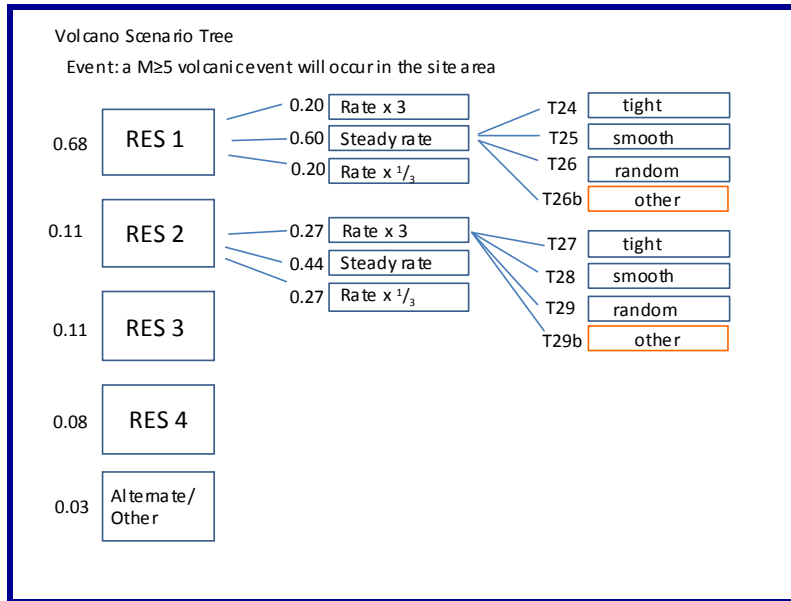 Volcano Scenario Tree
Event: a M≥5 volcanic event will occur in the site area
0.68 RES 1
0.20 Rate x 3
0.60 Steady rate
0.20 Rate x 1/3
T24 tight
T25 smooth
T26 random
T26b other
0.11 RES 2
0.27 Rate x 3
0.44 Steady rate
0.27 Rate x 1/3
T27 tight
T28 smooth
T29 random
T29b other
0.11 RES 3
0.08 RES 4
0.03 Alternate/
Other